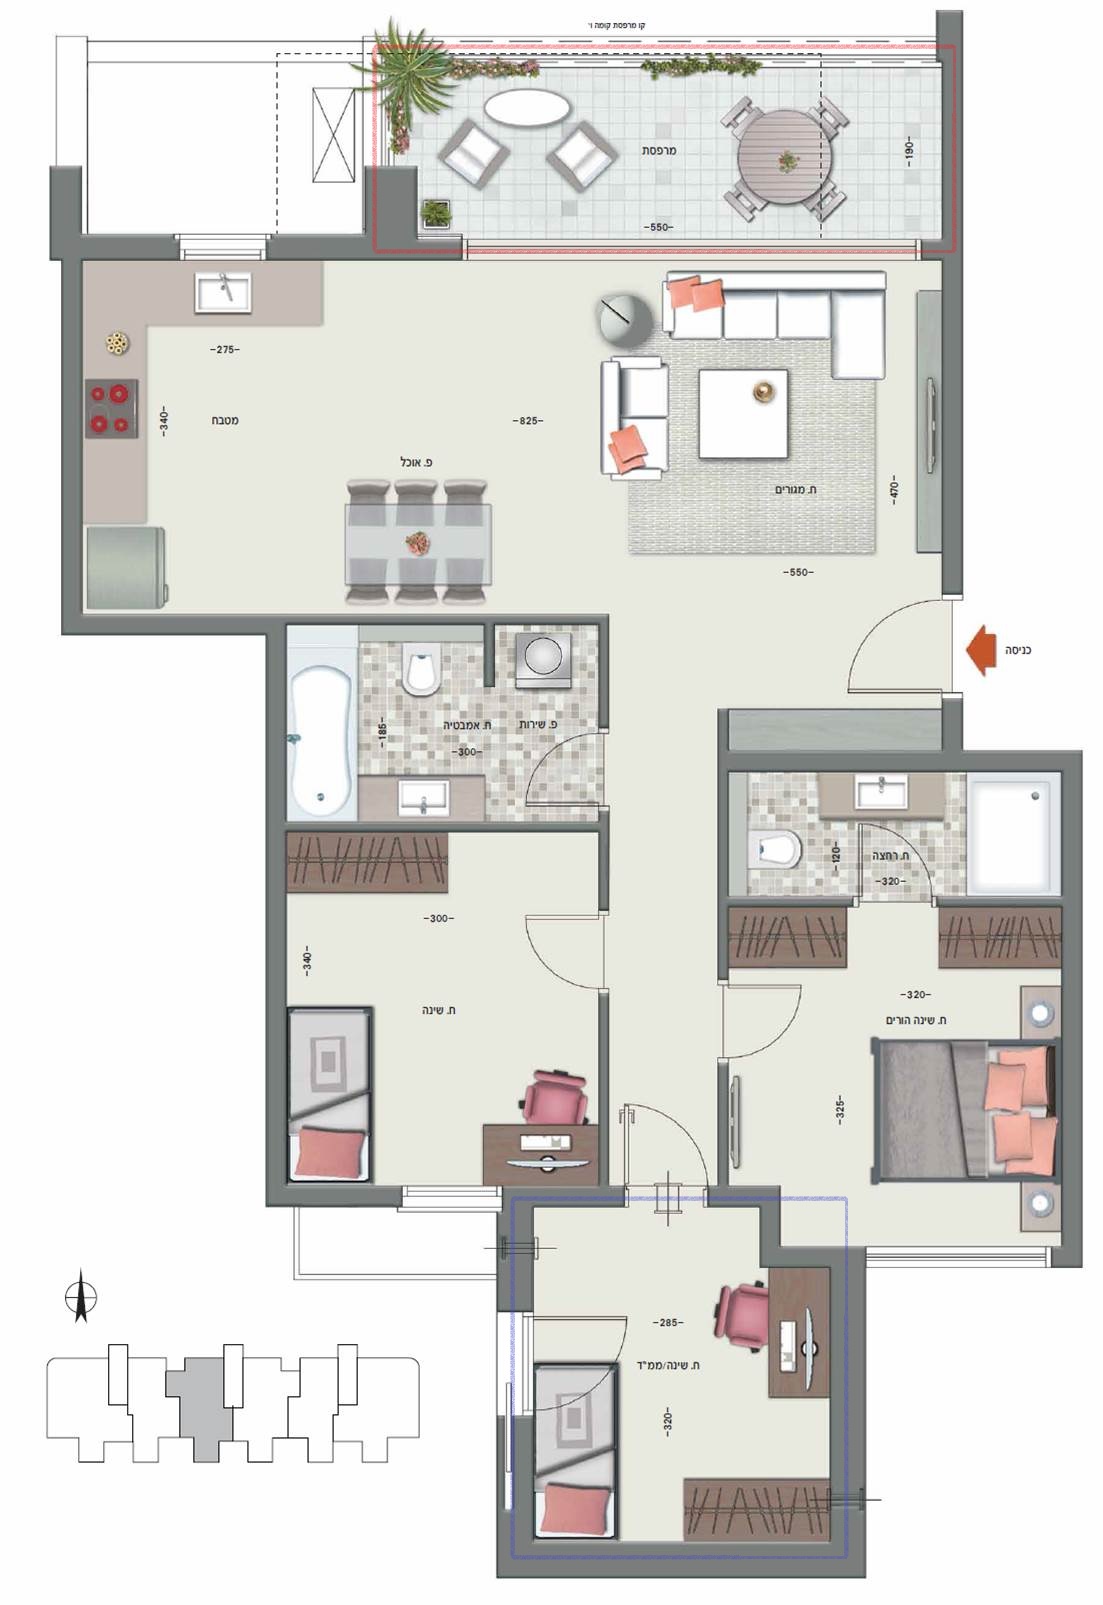 קו מרפסת קומה ו'
מרפסת
-190-
-550-
-275-
-340-
מטבח
-825-
פ. אוכל
ח. מגורים
-470-
-550-
כניסה
-185-
ח. אמבטיה
-300-
פ. שירות
-120-
ח. רחצה
-320-
-300-
-340-
ח. שינה
-320-
ח. שינה הורים
-325-
-285-
ח. שינה/ממ"ד
-320-